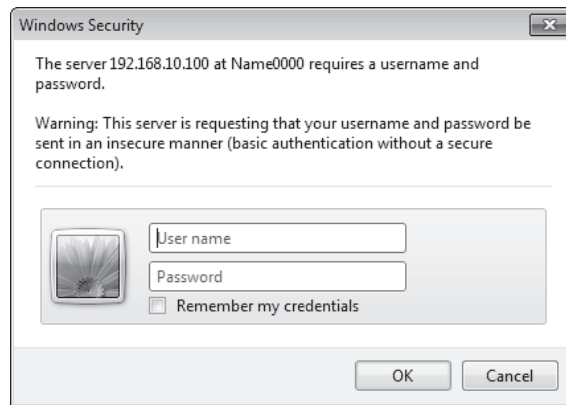 Windows Security
The server 192.168.10.100 at Name0000 requires a username and
password.
Warning: This server is requesting that your username and password be
sent in an insecure manner (basic authentication without a secure
connection).
User name
Password
Remember my credentials
OK
Cancel